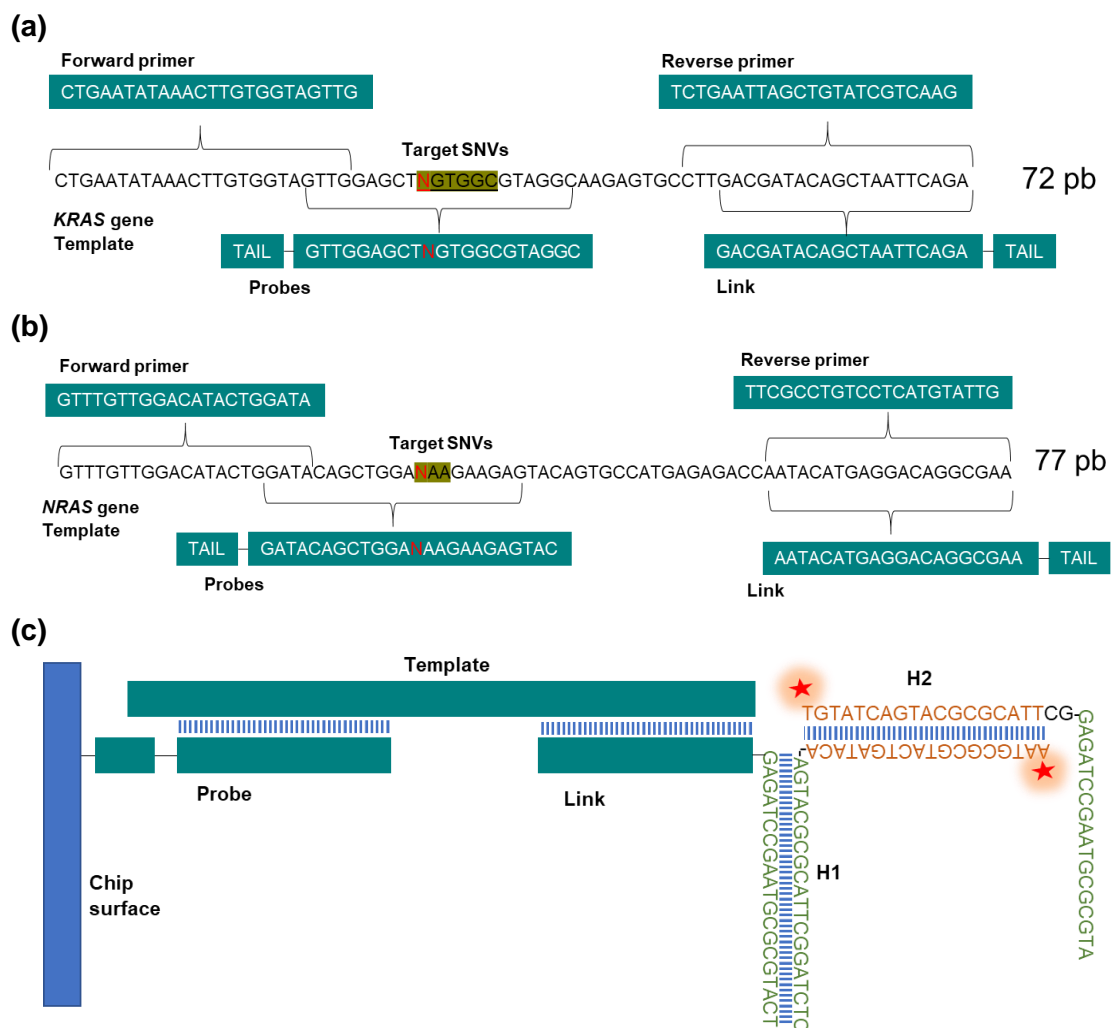 (a)
Forward primer
CTGAATATAAACTTGTGGTAGTTG
Reverse primer
TCTGAATTAGCTGTATCGTCAAG
Target SNVs
CTGAATATAAACTTGTGGTAGTTGGAGCTNGTGGCGTAGGCAAGAGTGCCTTGACGATACAGCTAATTCAGA
72 pb
KRAS gene
Template
TAIL
GTTGGAGCTNGTGGCGTAGGC
GACGATACAGCTAATTCAGA
TAIL
Probes
Link
(b)
Forward primer
GTTTGTTGGACATACTGGATA
Reverse primer
TTCGCCTGTCCTCATGTATTG
Target SNVs
GTTTGTTGGACATACTGGATACAGCTGGANAAGAAGAGTACAGTGCCATGAGAGACCAATACATGAGGACAGGCGAA
77 pb
NRAS gene
Template
TAIL
GATACAGCTGGANAAGAAGAGTAC
AATACATGAGGACAGGCGAA
TAIL
Probes
Link
(c)
Template
H2
TGTATCAGTACGCGCATTCG-
AATGCGCGTACTGATACA
GAGATCCGAATGCGCGTA
Probe
Link
GAGATCCGAATGCGCGTACT
AGTACGCGCATTCGGATCTC
H1
Chip
surface